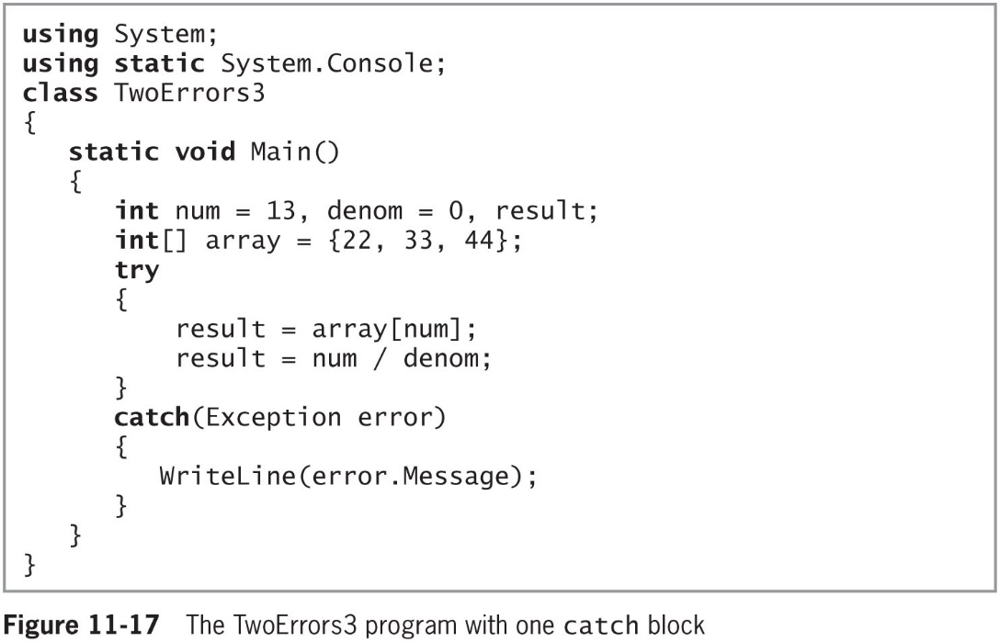 using System;
using static System.Console;
class TwoErrors3
{
   static void Main()
   {
      int num = 13, denom = 0, result;
      int[] array = {22, 33, 44};
      try
      {
          result = array[num];
          result = num / denom;
      }
      catch(Exception error)
      {
         WriteLine(error.Message);
      }
   }
}
Figure 11-17 The TwoErrors3 program with one catch block